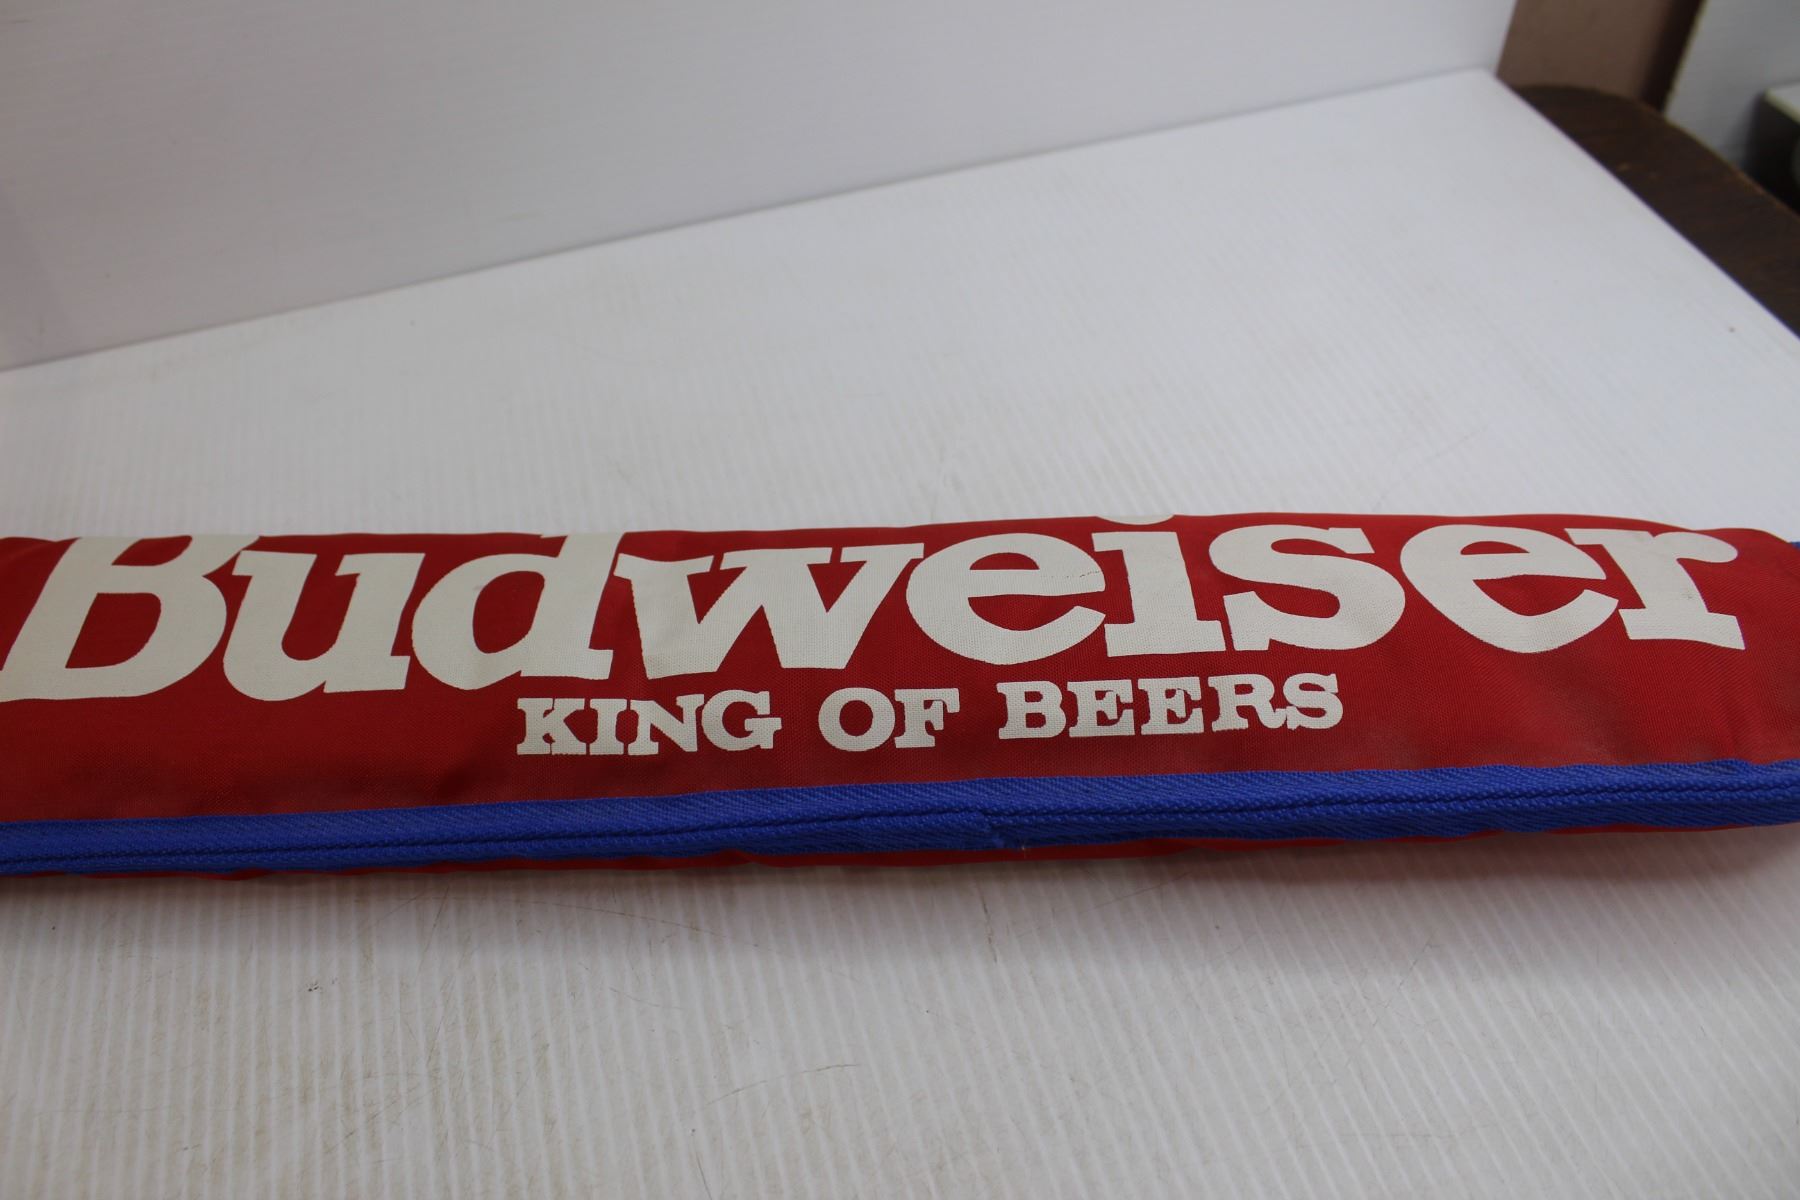 Budweiser
KING OF BEERS